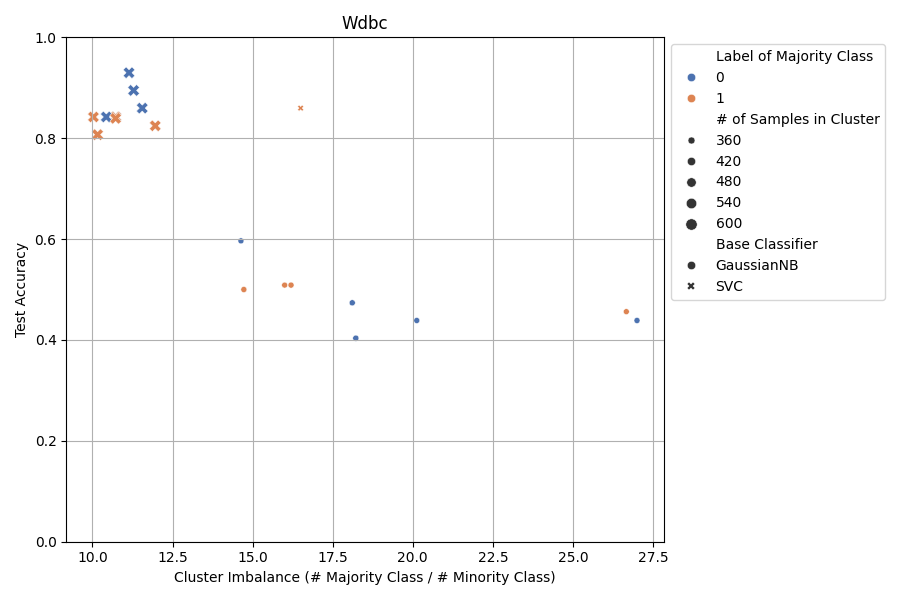 Wdbc
1.0
0.8
0.6
0.4
0.2
0.0
Test Accuracy
10.0 12.5 15.0 17.5 20.0 22.5 25.0 27.5
Cluster Imbalance (# Majority Class / # Minority Class)
Label of Majority Class
0
1
# of Samples in Cluster
360
420
480
540
600
Base Classifier
GaussianNB
SVC